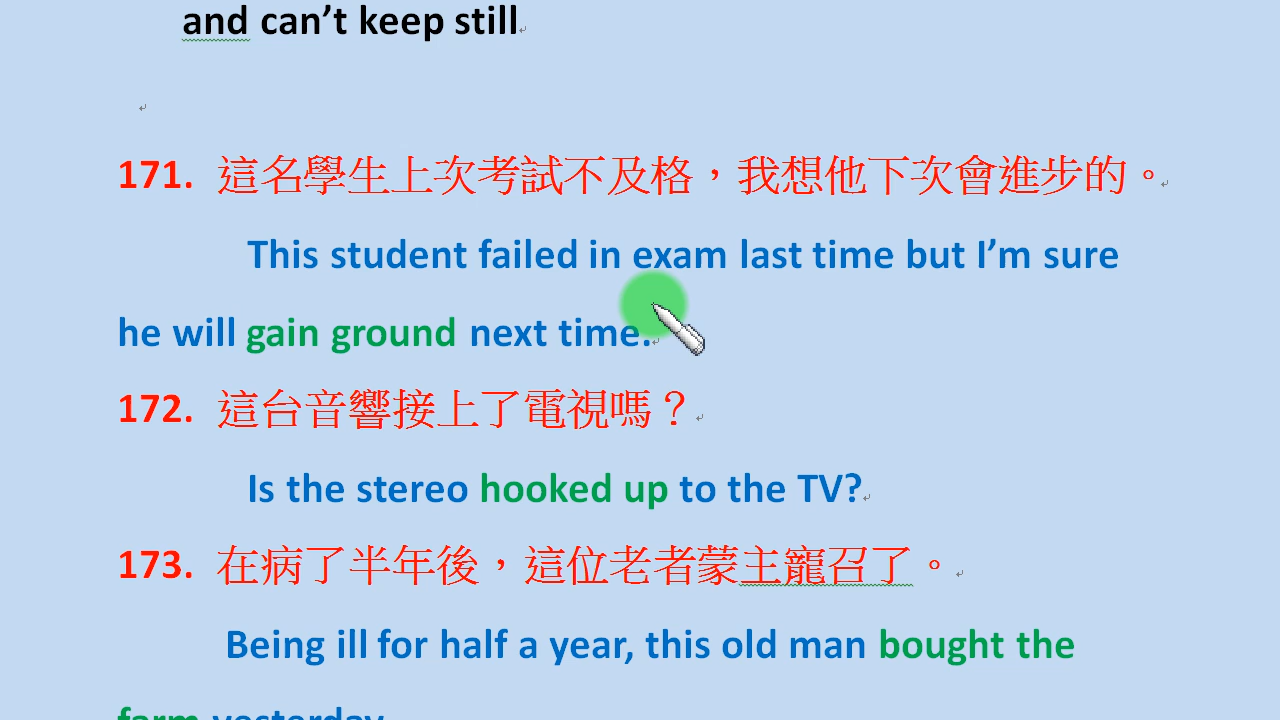 and can’t keep still
171. 這名學生上次考試不及格，我想他下次會進步的。
This student failed in exam last time but I’m sure
he will gain ground next time.
172. 這台音響接上了電視嗎？
Is the stereo hooked up to the TV?
173. 在病了半年後，這位老者蒙主寵召了。
Being ill for half a year, this old man bought the
farm yesterday